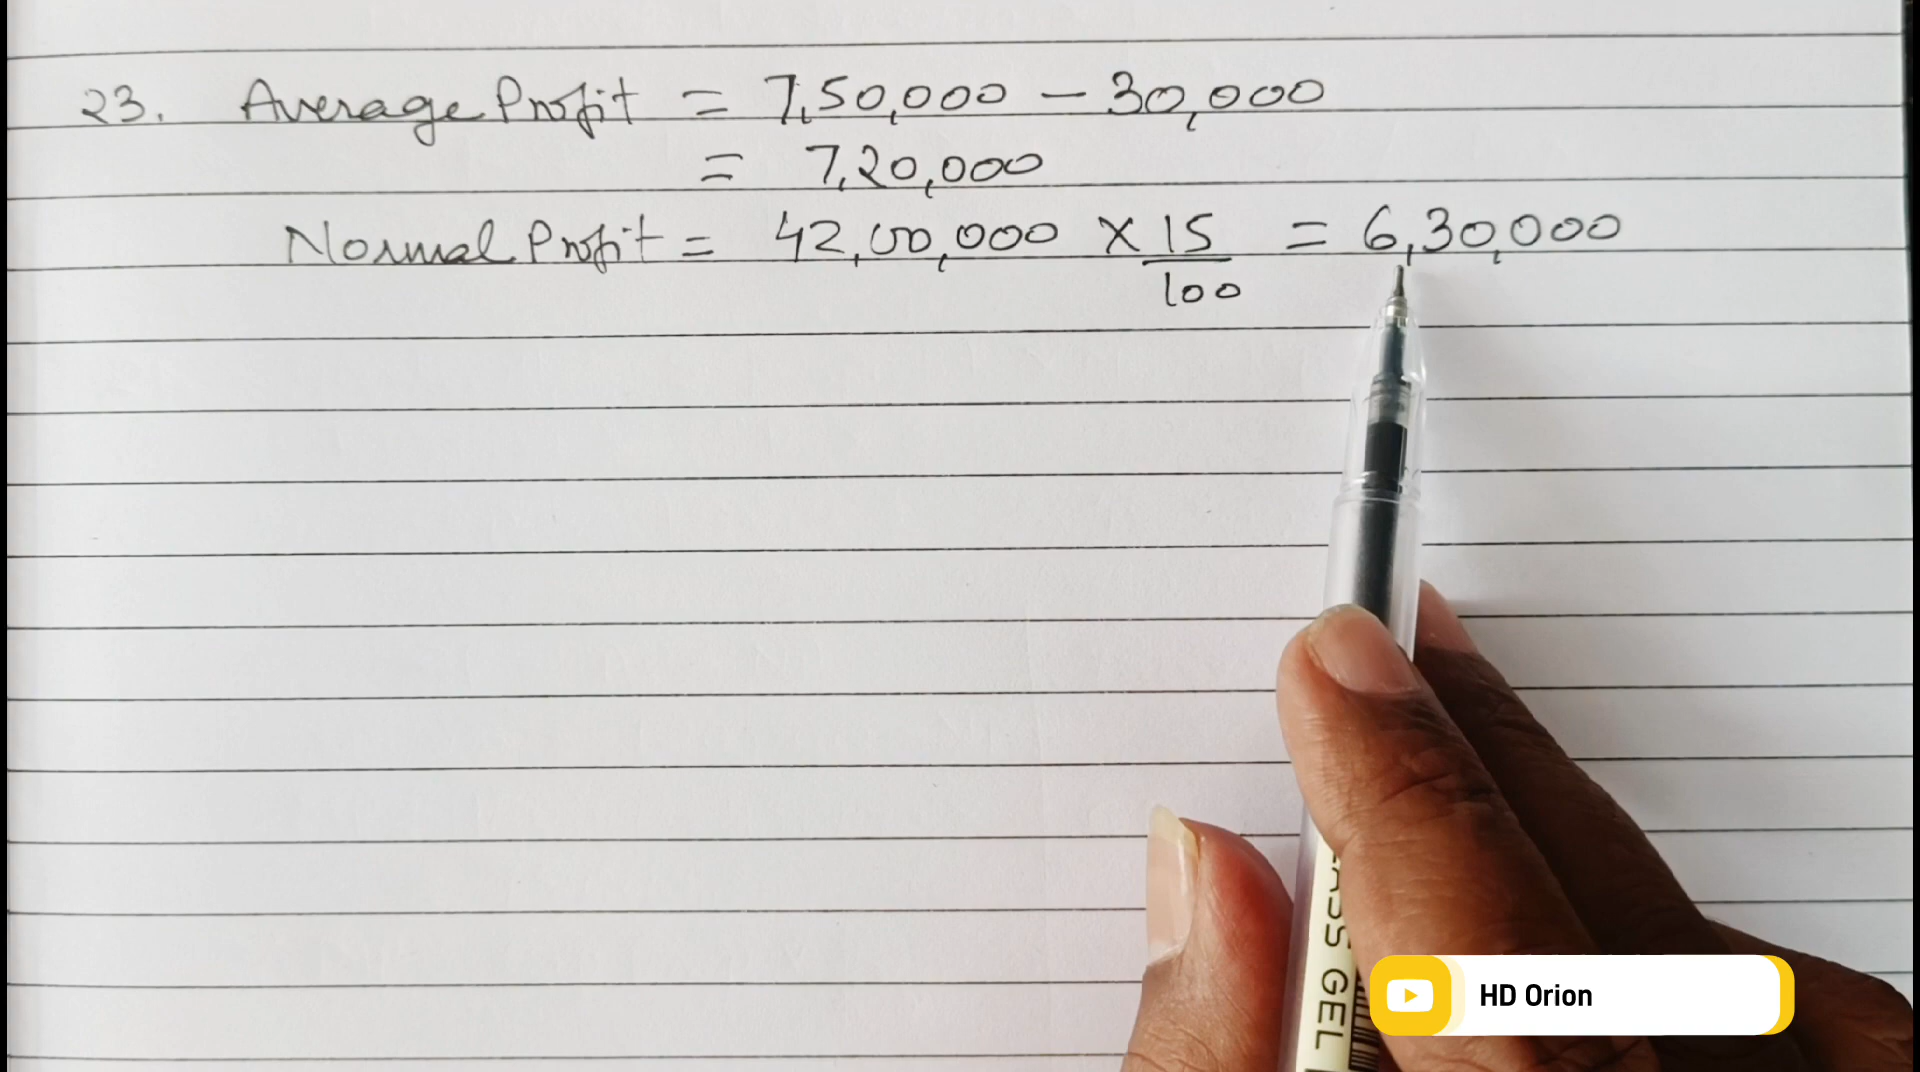 23. Average Profit = 7,50,000 - 30,000
= 7,20,000
Normal Profit = 42,00,000 × 15/100 = 6,30,000
ASS GEL
HD Orion